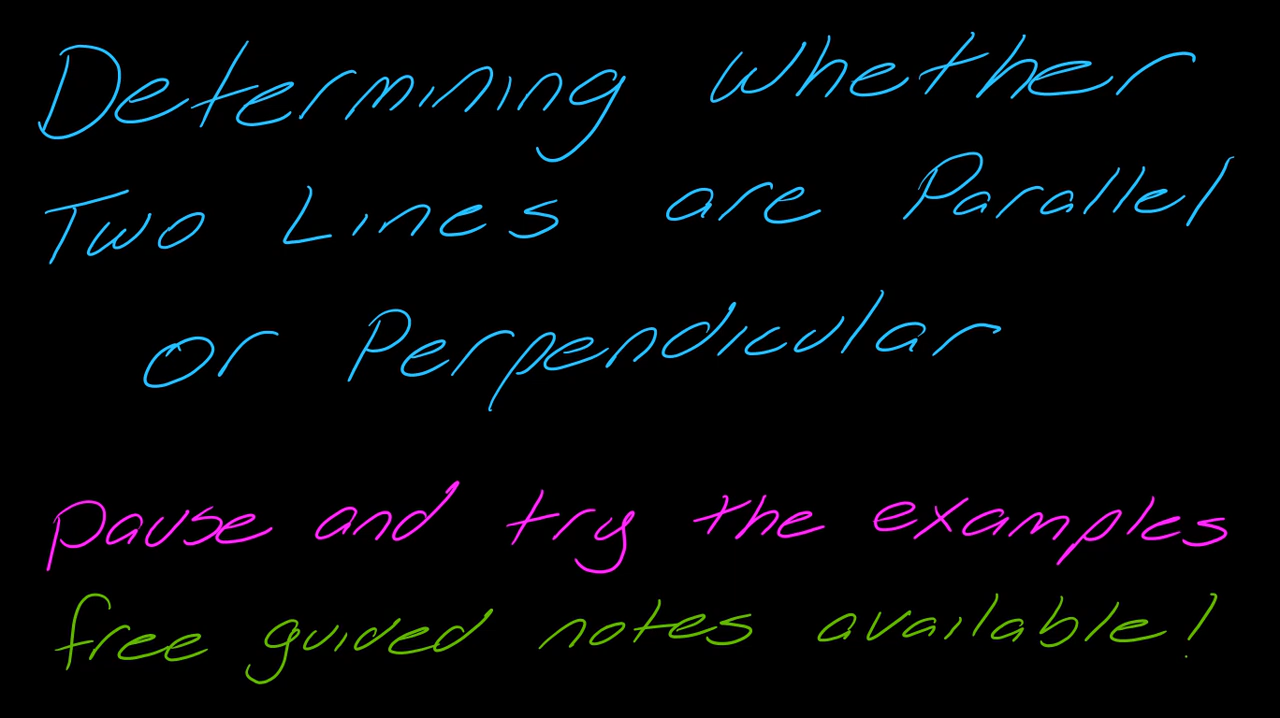 Determining whether
Two Lines are Parallel
or Perpendicular
pause and try the examples
free guided notes available!